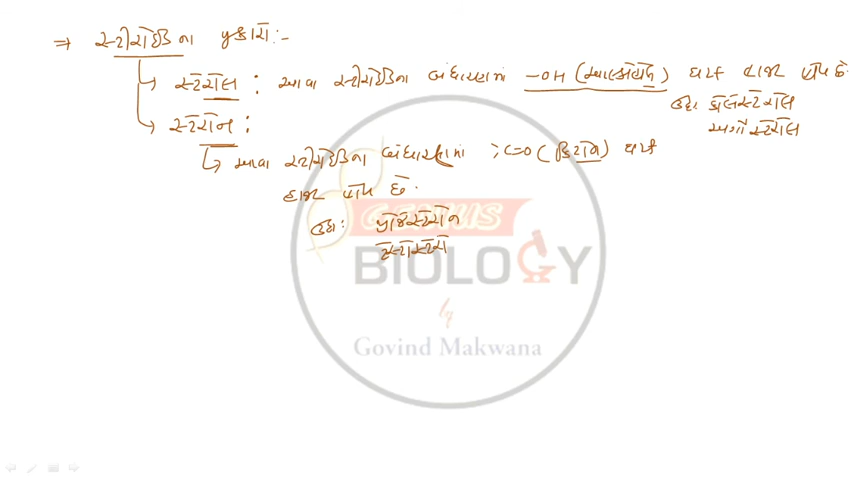 ⇒ સ્ટીરોઈડના પ્રકારો:-
↳ સ્ટેરોલ : આવા સ્ટીરોઈડના બંધારણમાં -OH (આલ્કોહોલ) ઘટક હાજર હોય છે.
ઉદા: કોલેસ્ટેરોલ
અર્ગોસ્ટેરોલ
↳ સ્ટેરોન :
↳ આવા સ્ટીરોઈડના બંધારણમાં >C=O (કિટોન) ઘટક
હાજર હોય છે.
ઉદા: પ્રોજેસ્ટેરોન
GENIUS
BIOLOGY
by
Govind Makwana